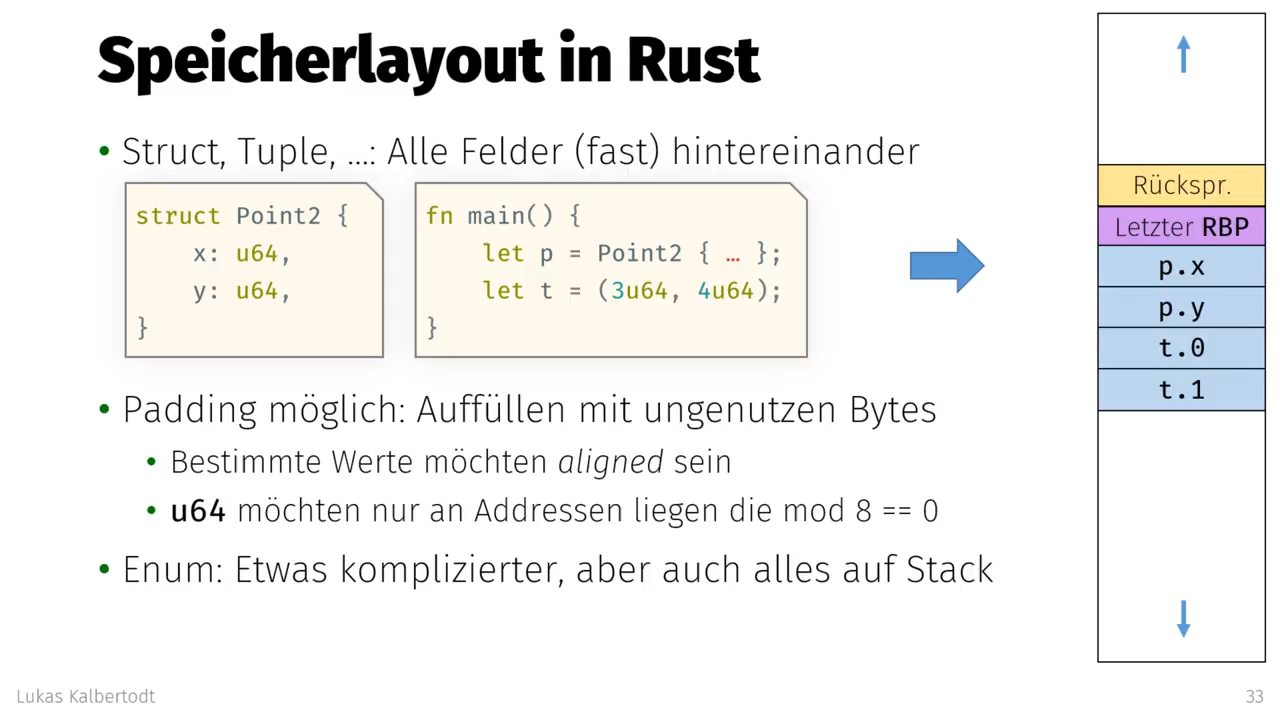 Speicherlayout in Rust
• Struct, Tuple, …: Alle Felder (fast) hintereinander
struct Point2 {
    x: u64,
    y: u64,
}
fn main() {
    let p = Point2 { … };
    let t = (3u64, 4u64);
}
• Padding möglich: Auffüllen mit ungenutzen Bytes
• Bestimmte Werte möchten aligned sein
• u64 möchten nur an Addressen liegen die mod 8 == 0
• Enum: Etwas komplizierter, aber auch alles auf Stack
Rückspr.
Letzter RBP
p.x
p.y
t.0
t.1
Lukas Kalbertodt
33